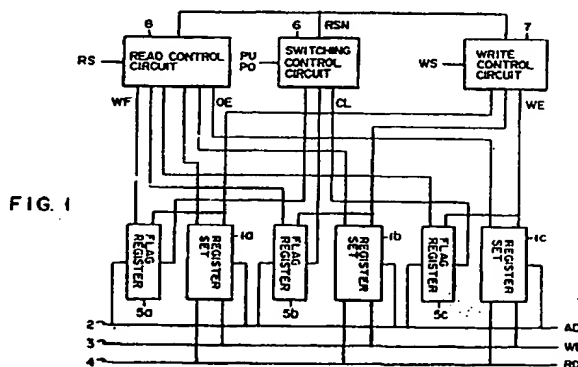 8 6 RSN 7
RS READ CONTROL CIRCUIT
PU PO SWITCHING CONTROL CIRCUIT
WS WRITE CONTROL CIRCUIT
WF OE CL WE
FIG. 1
FLAG REGISTER
REGISTER SET
1a
FLAG REGISTER
REGISTER SET
1b
FLAG REGISTER
REGISTER SET
1c
5a 5b 5c
2 AD
3
4